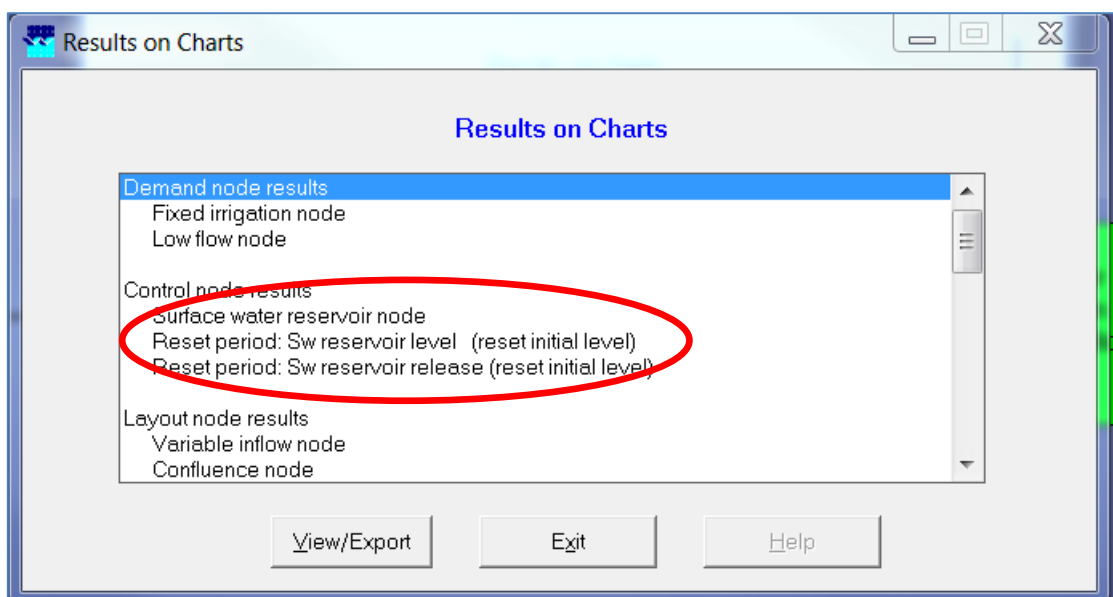 Results on Charts
Results on Charts
Demand node results
Fixed irrigation node
Low flow node
Control node results
Surface water reservoir node
Reset period: Sw reservoir level (reset initial level)
Reset period: Sw reservoir release (reset initial level)
Layout node results
Variable inflow node
Confluence node
View/Export Exit Help